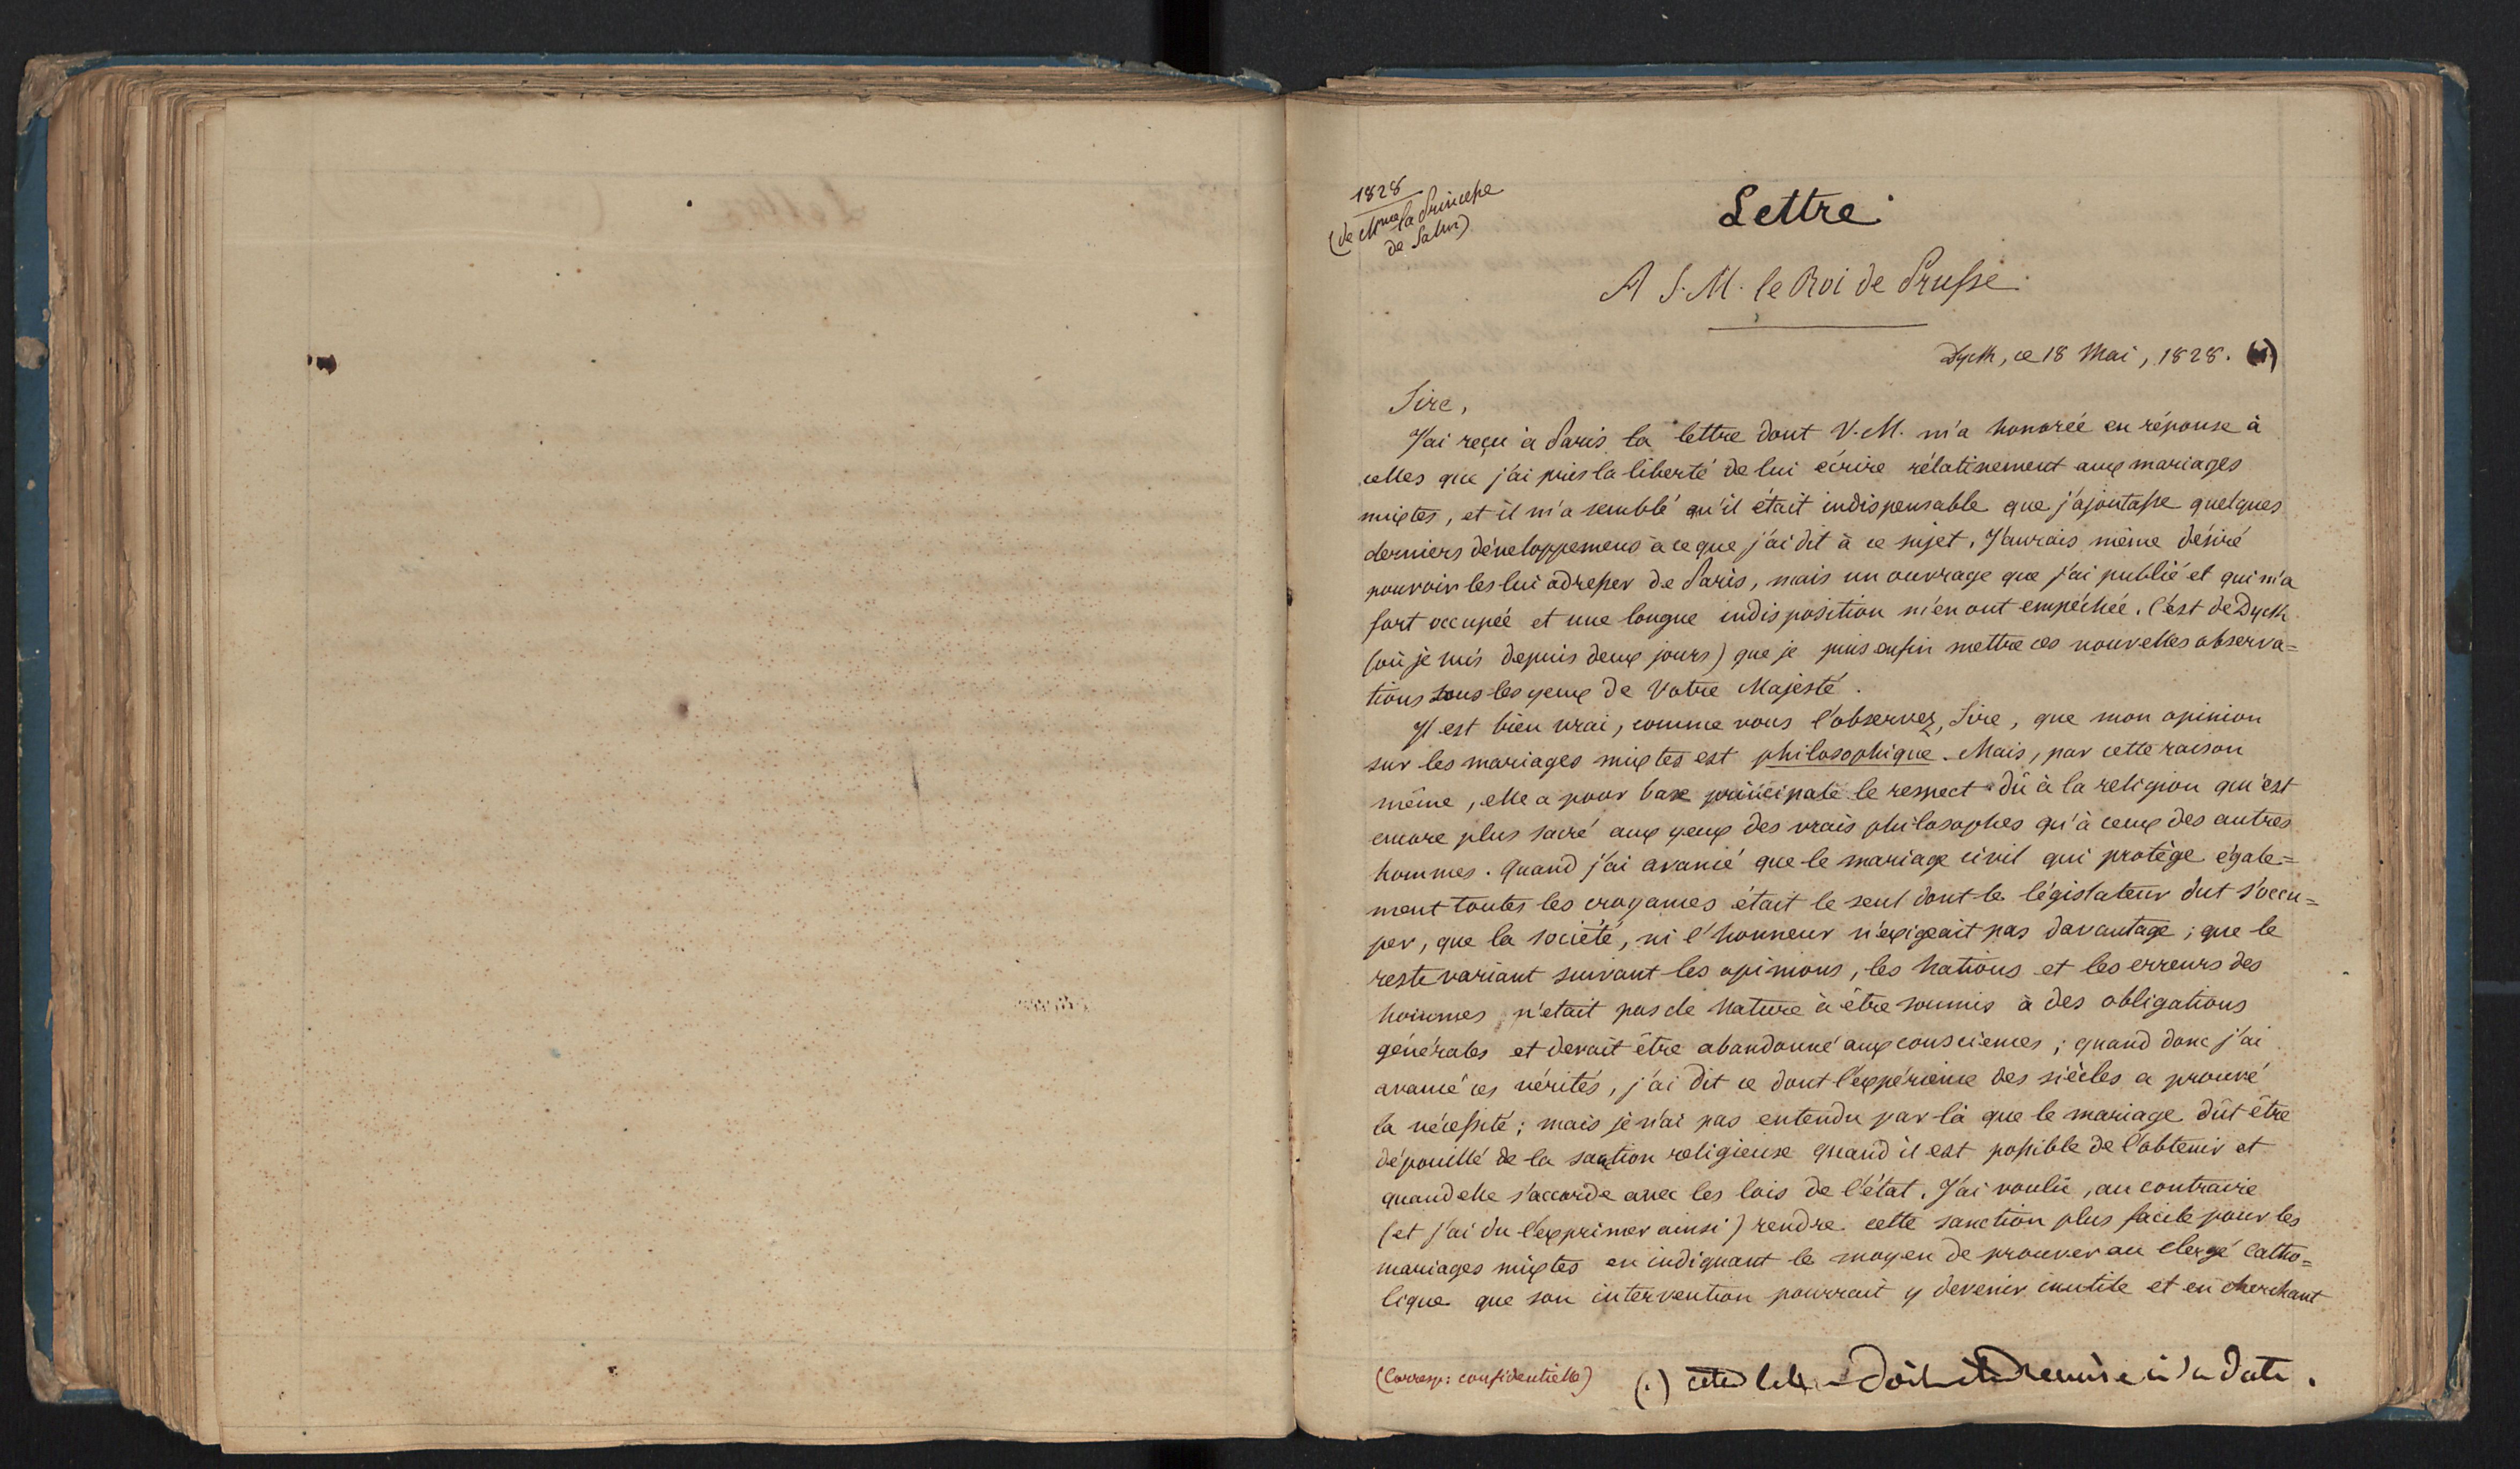 1828
(de Mme la Princesse
de Salm)
Lettre
A S. M. le Roi de Prusse.
Dyck, ce 18 Mai, 1828. (1)
Sire,
J'ai reçu à Paris la lettre dont V. M. m'a honorée en réponse à
celles que j'ai pris la liberté de lui écrire rélativement aux mariages
mixtes, et il m'a semblé qu'il était indispensable que j'ajoutasse quelques
derniers développemens à ce que j'ai dit à ce sujet. J'aurais même désiré
pouvoir les lui adresser de Paris, mais un ouvrage que j'ai publié et qui m'a
fort occupée et une longue indisposition m'en ont empéchée. C'est de Dyck
(où je suis depuis deux jours) que je puis enfin mettre ces nouvelles observa=
tions sous les yeux de Votre Majesté.
Il est bien vrai, comme vous l'observez, Sire, que mon opinion
sur les mariages mixtes est philosophique. Mais, par cette raison
même, elle a pour base principale le respect dû à la religion qu'est
encore plus sacré aux yeux des vrais philosophes qu'à ceux des autres
hommes. Quand j'ai avancé que le mariage civil qui protège égale=
ment toutes les croyances était le seul dont le législateur dut s'occu=
per, que la société, ni l'honneur n'exigeait pas davantage ; que le
reste variant suivant les opinions, les Nations et les erreurs des
hommes n'était pas de Nature à être soumis à des obligations
générales et devait être abandonné aux consciences ; quand donc j'ai
avancé ces vérités, j'ai dit ce dont l'expérience des siècles a prouvé
la nécessité ; mais je n'ai pas entendu par là que le mariage dût être
dépouillé de la sanction religieuse quand il est possible de l'obtenir et
quand elle s'accorde avec les lois de l'état. J'ai voulu, au contraire
(et j'ai du l'exprimer ainsi) rendre cette sanction plus facile pour les
mariages mixtes en indiquant le moyen de prouver au clergé Catho=
lique que son intervention pourrait y devenir inutile et en cherchant
(Corresp: confidentielle)
(.) cette lettre doit être remise à sa date.